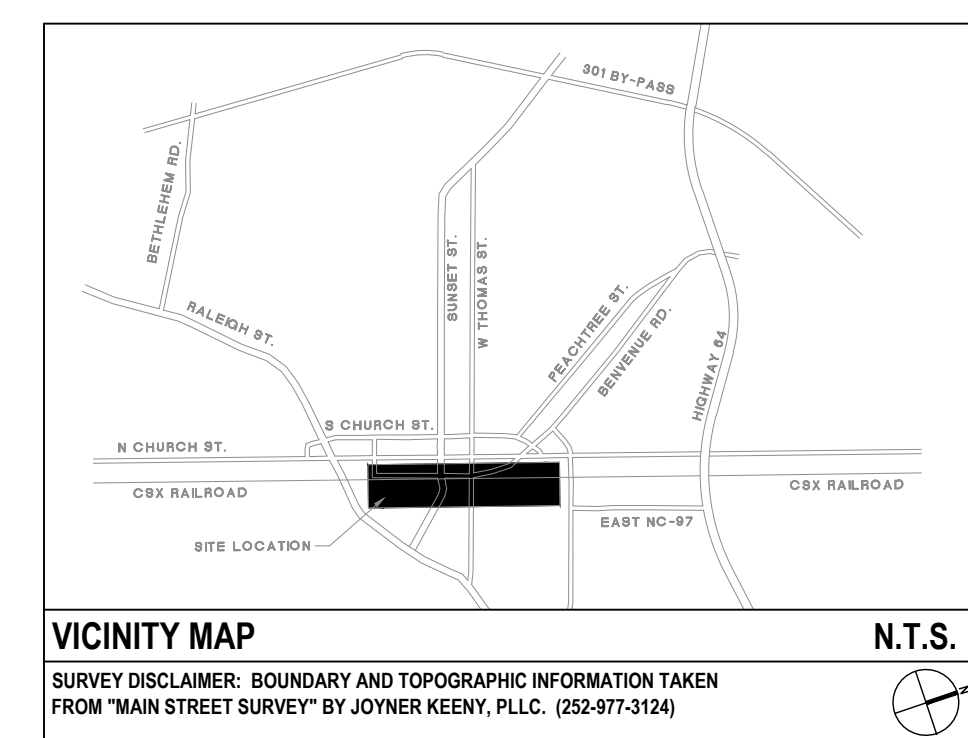 301 BY-PASS
BETHLEHEM RD.
RALEIGH ST.
SUNSET ST.
W THOMAS ST.
PEACHTREE ST.
BENVENUE RD.
HIGHWAY 64
S CHURCH ST.
N CHURCH ST.
CSX RAILROAD
CSX RAILROAD
EAST NC-97
SITE LOCATION
VICINITY MAP N.T.S.
SURVEY DISCLAIMER: BOUNDARY AND TOPOGRAPHIC INFORMATION TAKEN
FROM "MAIN STREET SURVEY" BY JOYNER KEENY, PLLC. (252-977-3124)
N